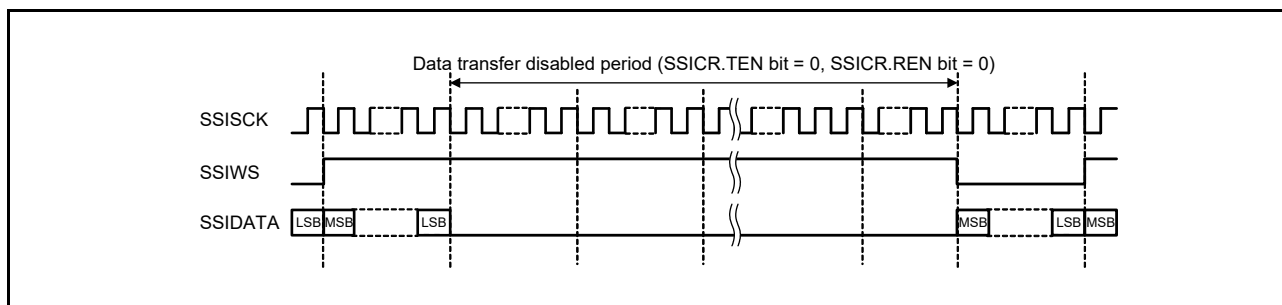 Data transfer disabled period (SSICR.TEN bit = 0, SSICR.REN bit = 0)
SSISCK
SSIWS
SSIDATA LSB MSB LSB MSB LSB MSB